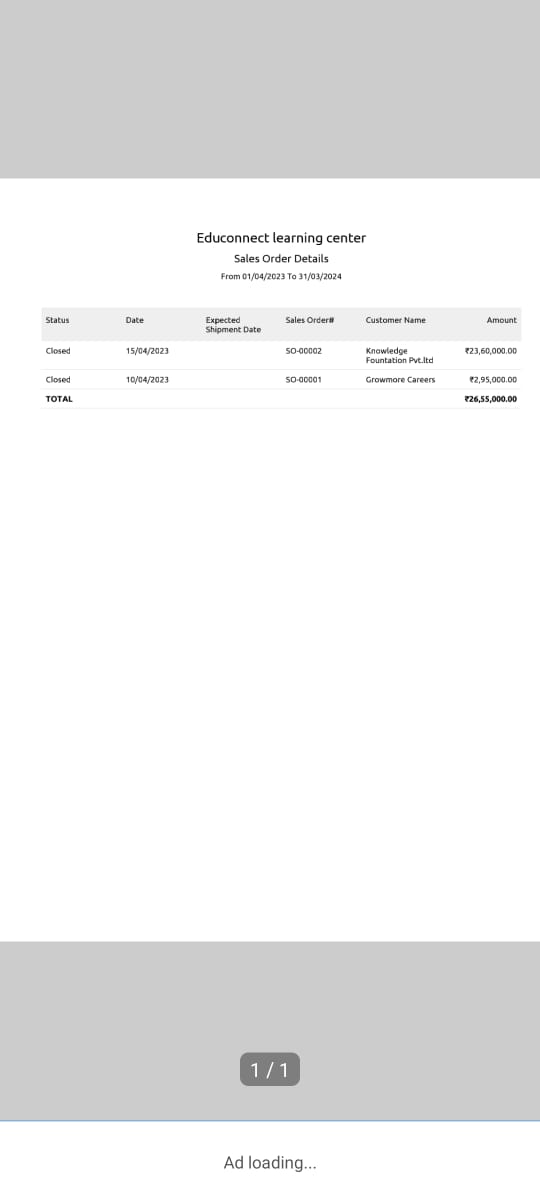 Educonnect learning center
Sales Order Details
From 01/04/2023 To 31/03/2024
Status Date Expected Shipment Date Sales Order# Customer Name Amount
Closed 15/04/2023 SO-00002 Knowledge Fountation Pvt.ltd ₹23,60,000.00
Closed 10/04/2023 SO-00001 Growmore Careers ₹2,95,000.00
TOTAL ₹26,55,000.00
1 / 1
Ad loading...